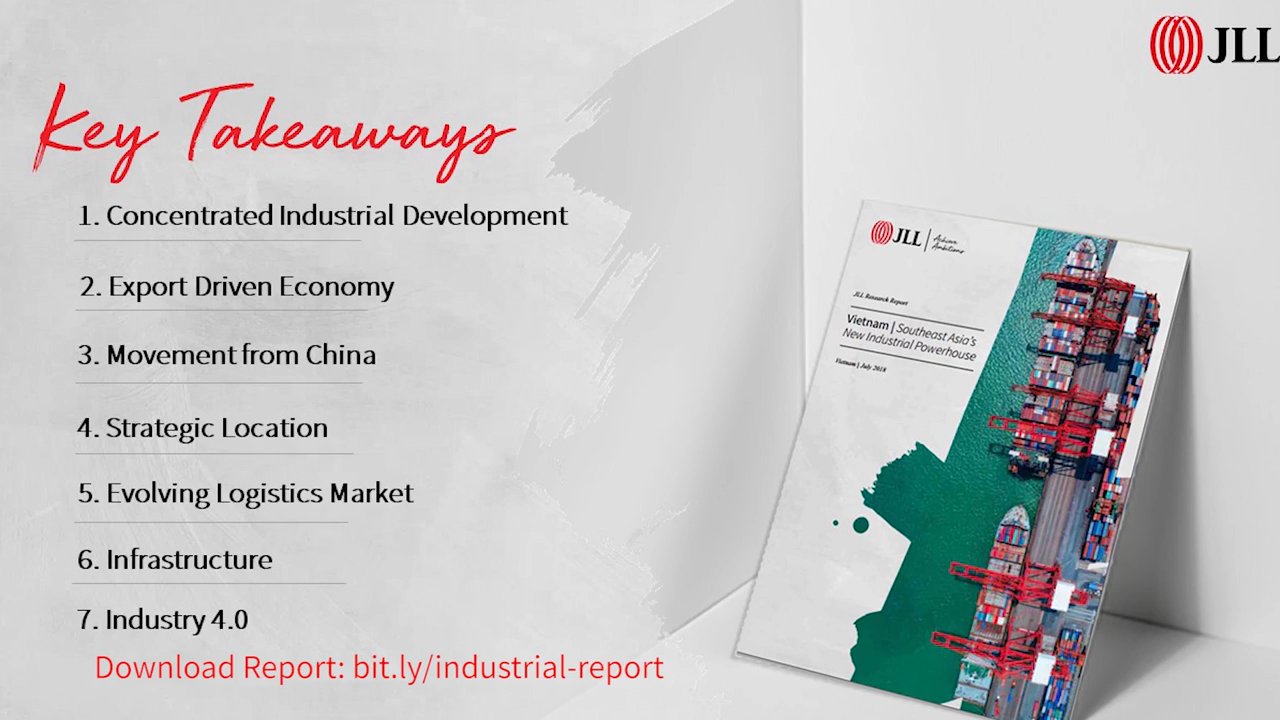 JLL
Key Takeaways
1. Concentrated Industrial Development
2. Export Driven Economy
3. Movement from China
4. Strategic Location
5. Evolving Logistics Market
6. Infrastructure
7. Industry 4.0
Download Report: bit.ly/industrial-report
JLL | Achieve
Ambitions
JLL Research Report
Vietnam | Southeast Asia's
New Industrial Powerhouse
Vietnam | July 2018